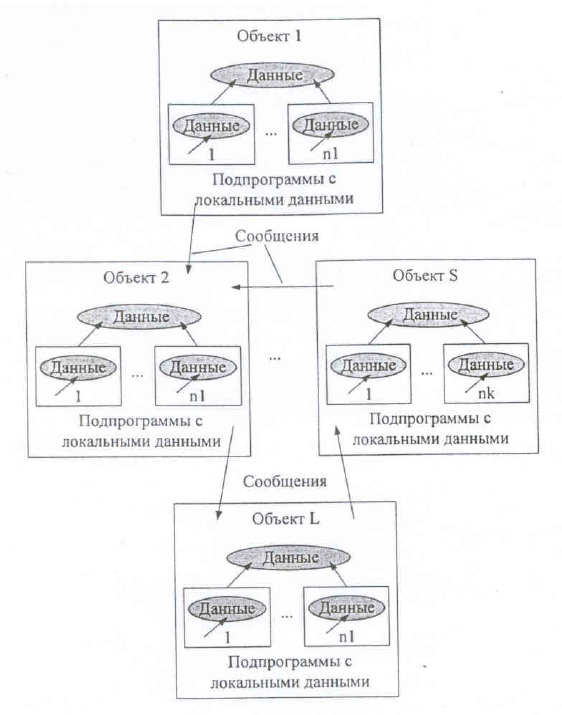 Объект 1
Данные
Данные ... Данные
1 n1
Подпрограммы с
локальными данными
Сообщения
Объект 2
Данные
Данные ... Данные
1 n1
Подпрограммы с
локальными данными
...
Объект S
Данные
Данные ... Данные
1 nk
Подпрограммы с
локальными данными
Сообщения
Объект L
Данные
Данные ... Данные
1 n1
Подпрограммы с
локальными данными